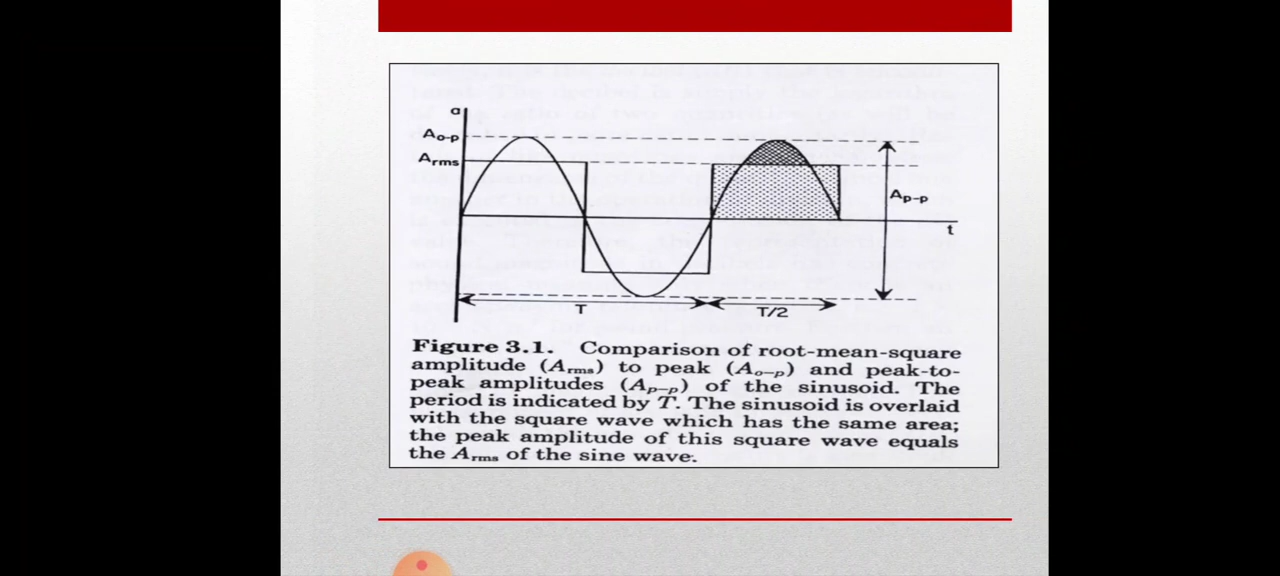 a
A₀₋p
Arms
Ap-p
t
T
T/2
Figure 3.1. Comparison of root-mean-square
amplitude (Arms) to peak (Ao–p) and peak-to-
peak amplitudes (Ap–p) of the sinusoid. The
period is indicated by T. The sinusoid is overlaid
with the square wave which has the same area;
the peak amplitude of this square wave equals
the Arms of the sine wave.